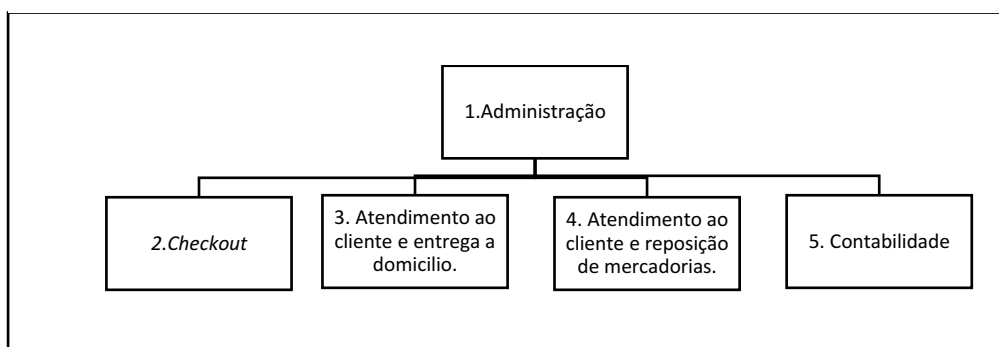 1.Administração
2.Checkout
3. Atendimento ao
cliente e entrega a
domicilio.
4. Atendimento ao
cliente e reposição
de mercadorias.
5. Contabilidade